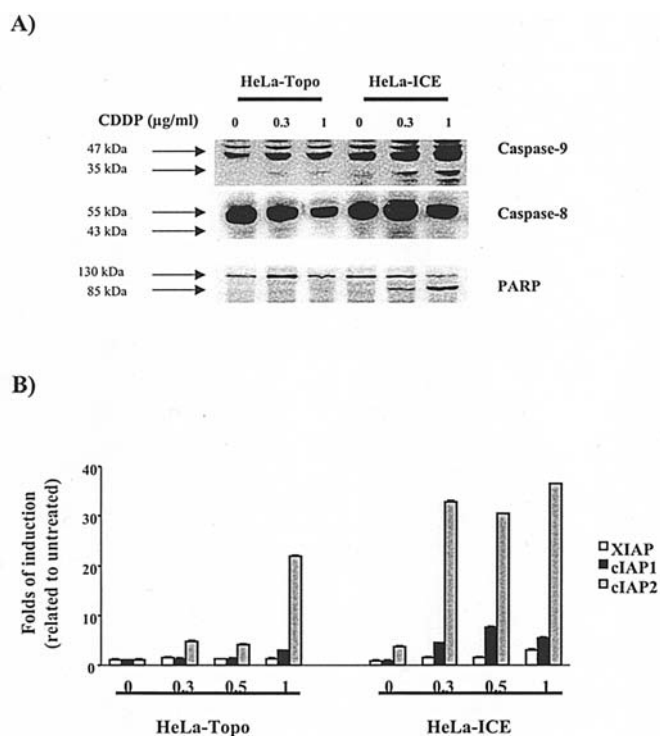 A)
HeLa-Topo HeLa-ICE
CDDP (µg/ml) 0 0.3 1 0 0.3 1
47 kDa Caspase-9
35 kDa
55 kDa Caspase-8
43 kDa
130 kDa
85 kDa PARP
B)
Folds of induction
(related to untreated)
40
30
20
10
0
XIAP
cIAP1
cIAP2
0 0.3 0.5 1 0 0.3 0.5 1
HeLa-Topo HeLa-ICE